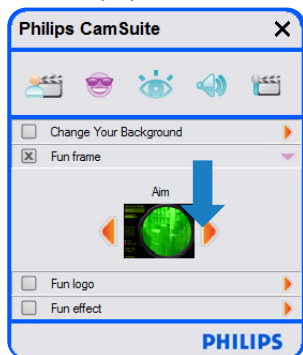 Philips CamSuite
Change Your Background
Fun frame
Aim
Fun logo
Fun effect
PHILIPS